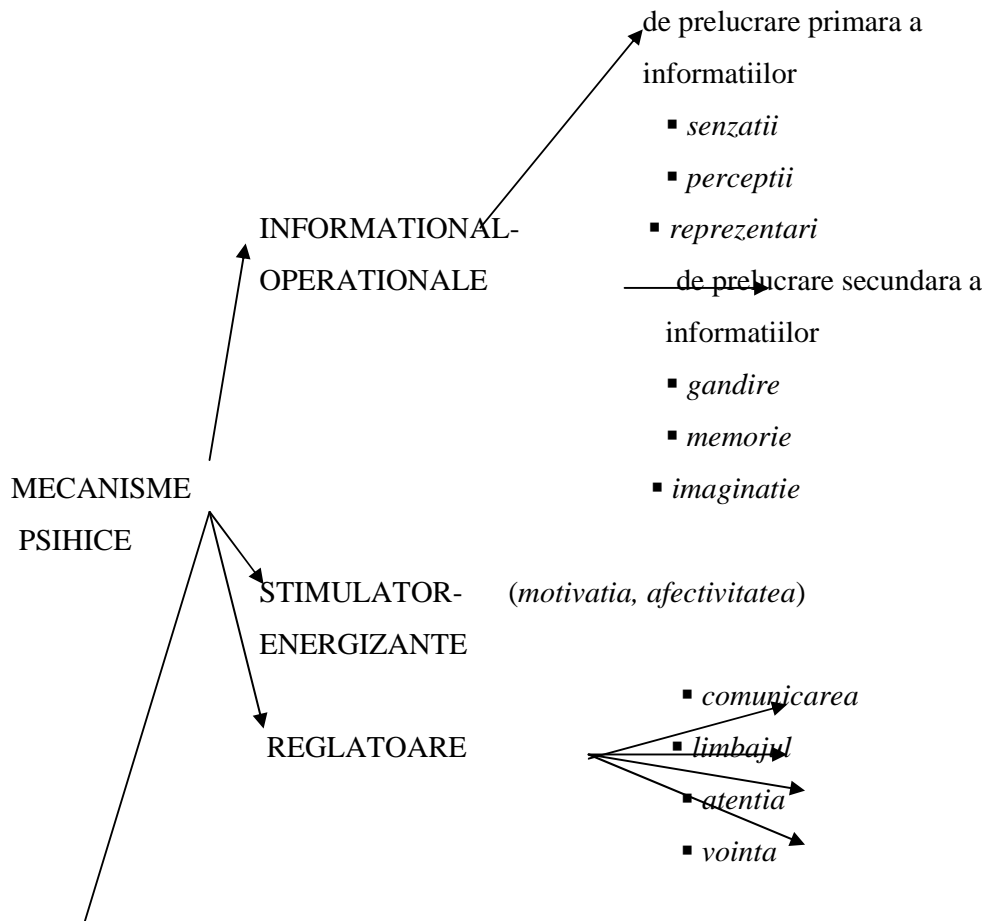 de prelucrare primara a
informatiilor
▪ senzatii
▪ perceptii
INFORMATIONAL-
▪ reprezentari
OPERATIONALE
de prelucrare secundara a
informatiilor
▪ gandire
▪ memorie
MECANISME
▪ imaginatie
PSIHICE
STIMULATOR- (motivatia, afectivitatea)
ENERGIZANTE
▪ comunicarea
REGLATOARE
▪ limbajul
▪ atentia
▪ vointa